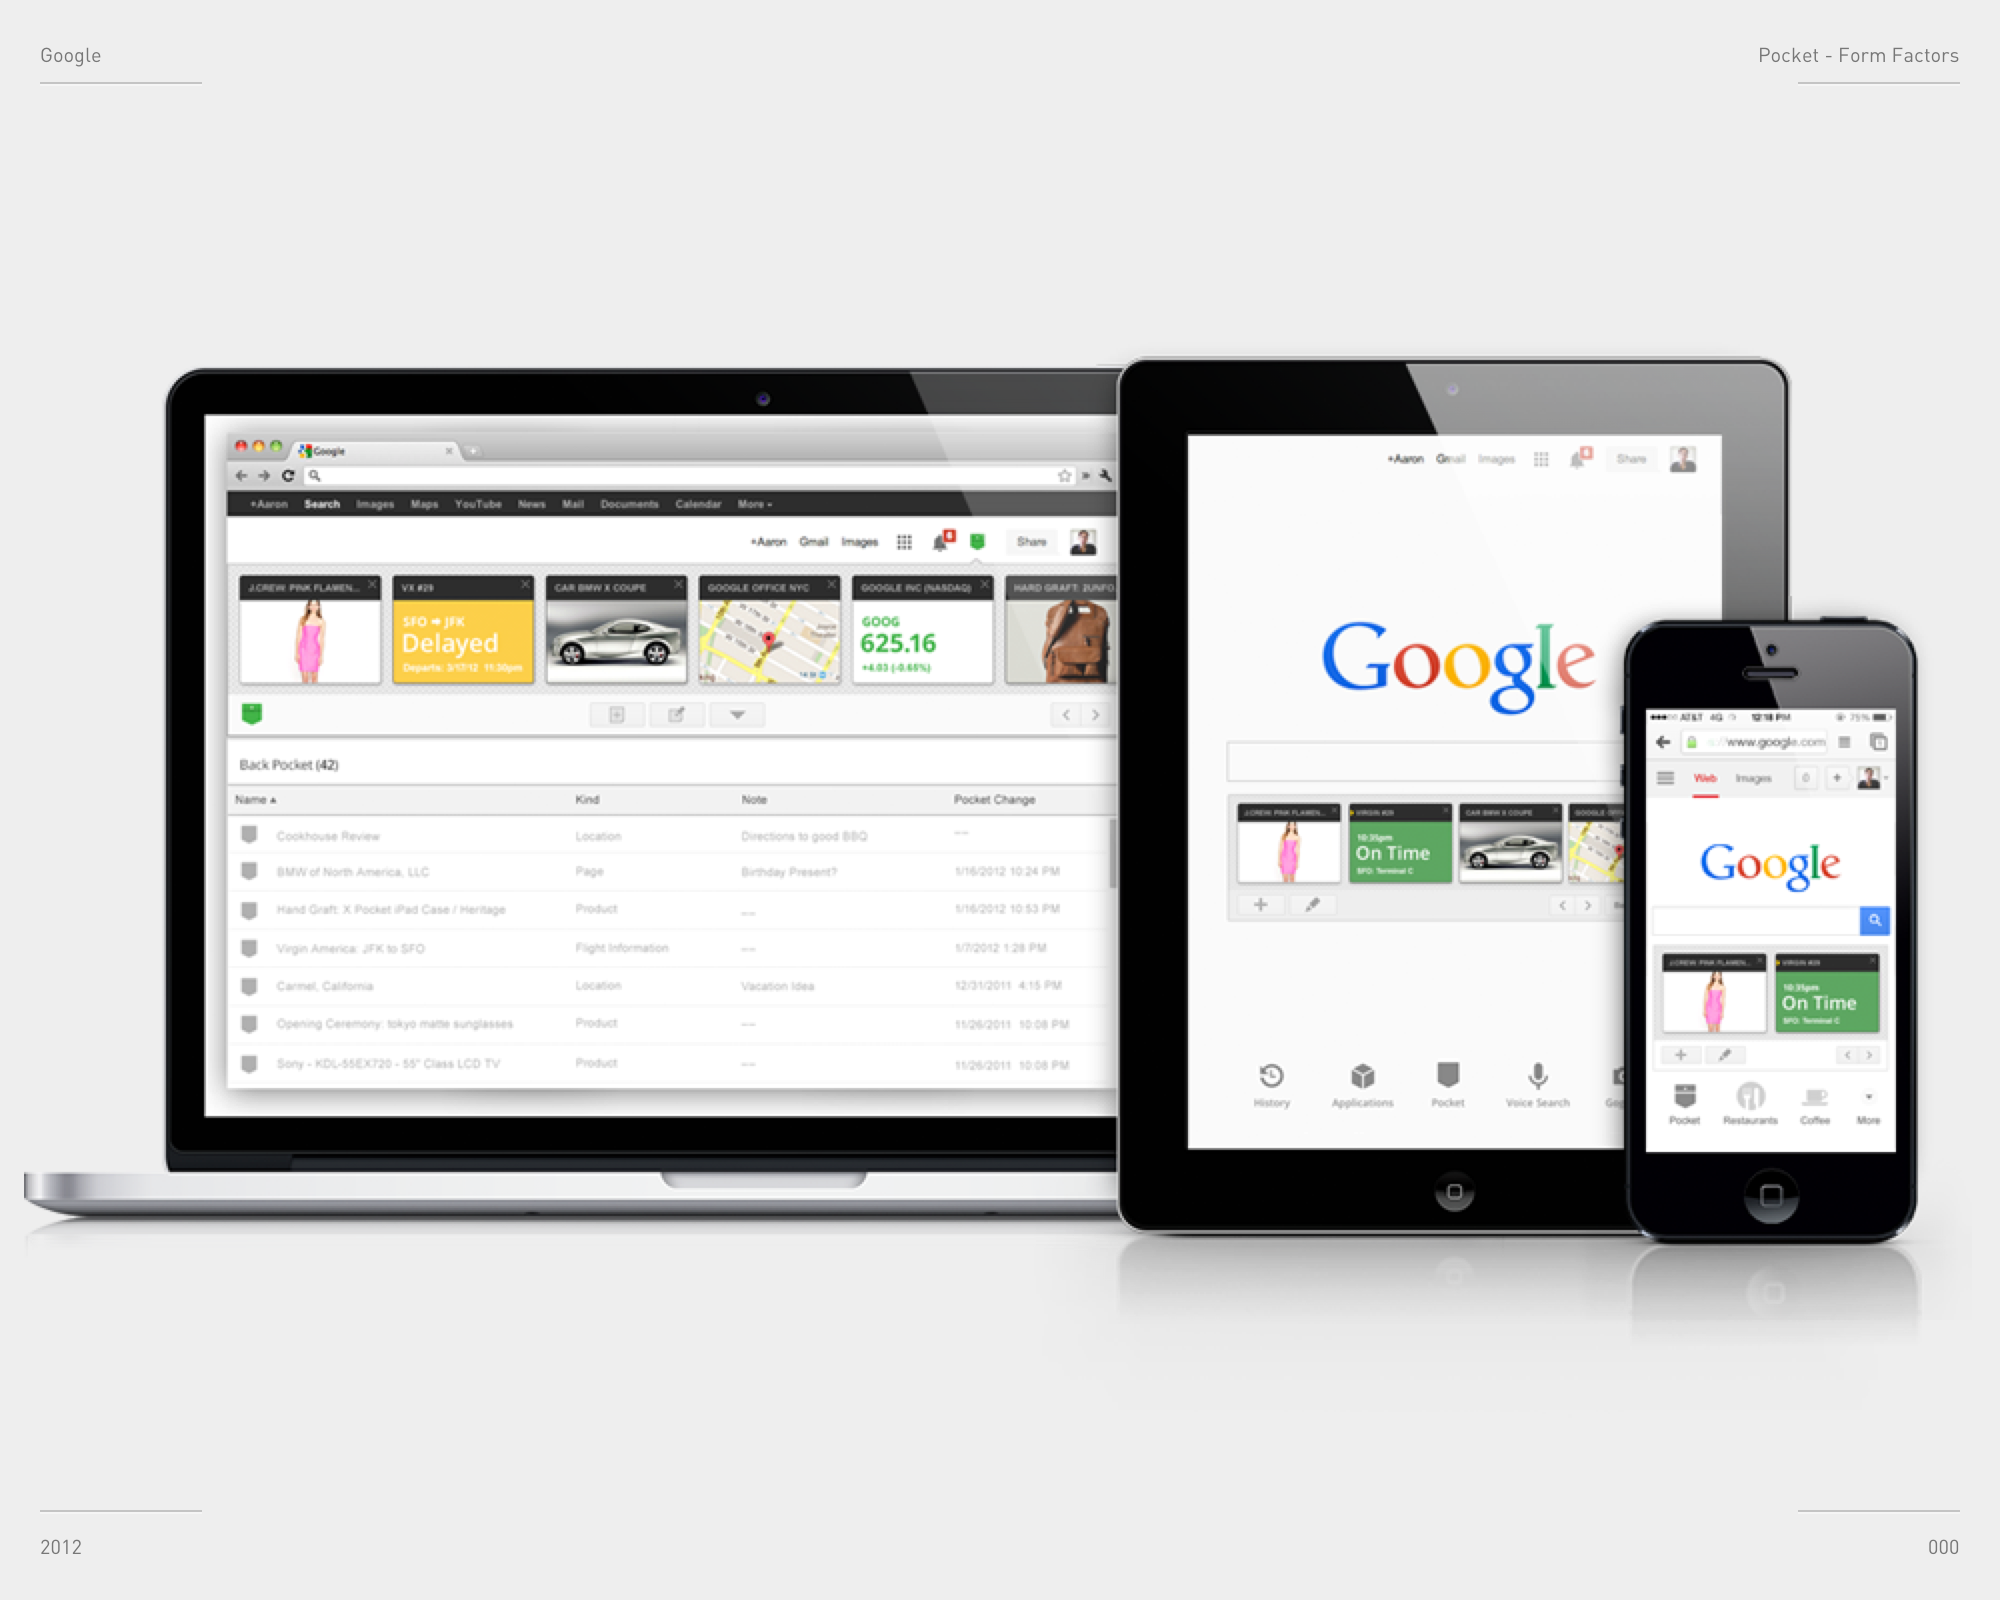 Google
Pocket - Form Factors
Google
+Aaron Search Images Maps YouTube News Mail Documents Calendar More
+Aaron Gmail Images Share
J.CREW: PINK FLAMEN...
VX #29
SFO ➡ JFK
Delayed
Departs: 3/17/12 11:30pm
CAR BMW X COUPE
GOOGLE OFFICE NYC
GOOGLE INC (NASDAQ)
GOOG
625.16
+4.03 (-0.65%)
HARD GRAFT: 2UNFO
Back Pocket (42)
Name Kind Note Pocket Change
Cookhouse Review Location Directions to good BBQ --
BMW of North America, LLC Page Birthday Present? 1/16/2012 10:24 PM
Hand Graft: X Pocket iPad Case / Heritage Product -- 1/16/2012 10:53 PM
Virgin America: JFK to SFO Flight Information -- 1/7/2012 1:28 PM
Carmel, California Location Vacation Idea 12/31/2011 4:15 PM
Opening Ceremony: tokyo matte sunglasses Product -- 11/26/2011 10:08 PM
Sony - KDL-55EX720 - 55" Class LCD TV Product -- 11/26/2011 10:08 PM
+Aaron Gmail Images Share
Google
J.CREW: PINK FLAMEN...
VIRGIN #29
10:35pm
On Time
SFO: Terminal C
CAR BMW X COUPE
History Applications Pocket Voice Search
AT&T 4G 12:18 PM 75%
www.google.com
Web Images 0 +
Google
J.CREW: PINK FLAMEN...
VIRGIN #29
10:35pm
On Time
SFO: Terminal C
Pocket Restaurants Coffee More
2012
000